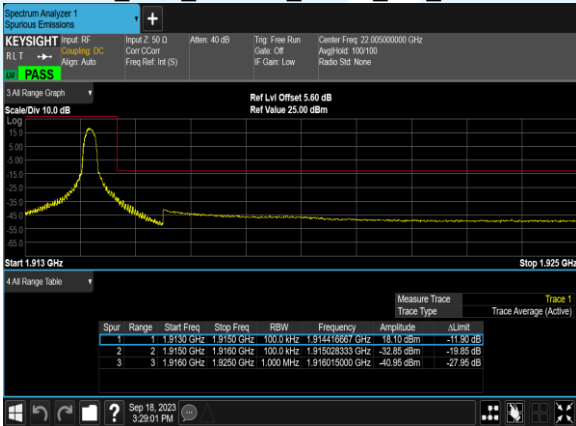 Spectrum Analyzer 1
Spurious Emissions
+
KEYSIGHT Input: RF Input Z: 50 Ω Atten: 40 dB Trig: Free Run Center Freq: 22.005000000 GHz
RLT Coupling: DC Corr CCorr Gate: Off Avg|Hold: 100/100
Align: Auto Freq Ref: Int (S) IF Gain: Low Radio Std: None
PASS
3 All Range Graph
Ref Lvl Offset 5.60 dB
Scale/Div 10.0 dB Ref Value 25.00 dBm
Log
15.0
5.00
-5.00
-15.0
-25.0
-35.0
-45.0
-55.0
-65.0
Start 1.913 GHz Stop 1.925 GHz
4 All Range Table
Measure Trace Trace 1
Trace Type Trace Average (Active)
Spur Range Start Freq Stop Freq RBW Frequency Amplitude ΔLimit
1 1 1.9130 GHz 1.9150 GHz 100.0 kHz 1.914416667 GHz 18.10 dBm -11.90 dB
2 2 1.9150 GHz 1.9160 GHz 100.0 kHz 1.915028333 GHz -32.85 dBm -19.85 dB
3 3 1.9160 GHz 1.9250 GHz 1.000 MHz 1.916015000 GHz -40.95 dBm -27.95 dB
? Sep 18, 2023
3:29:01 PM